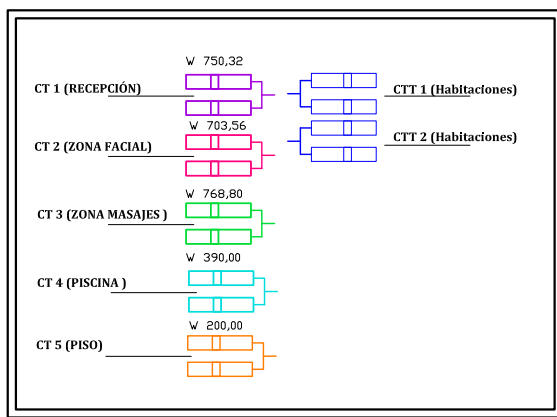 W 750,32
CT 1 (RECEPCIÓN)
CTT 1 (Habitaciones)
W 703,56
CT 2 (ZONA FACIAL)
CTT 2 (Habitaciones)
W 768,80
CT 3 (ZONA MASAJES )
W 390,00
CT 4 (PISCINA )
W 200,00
CT 5 (PISO)